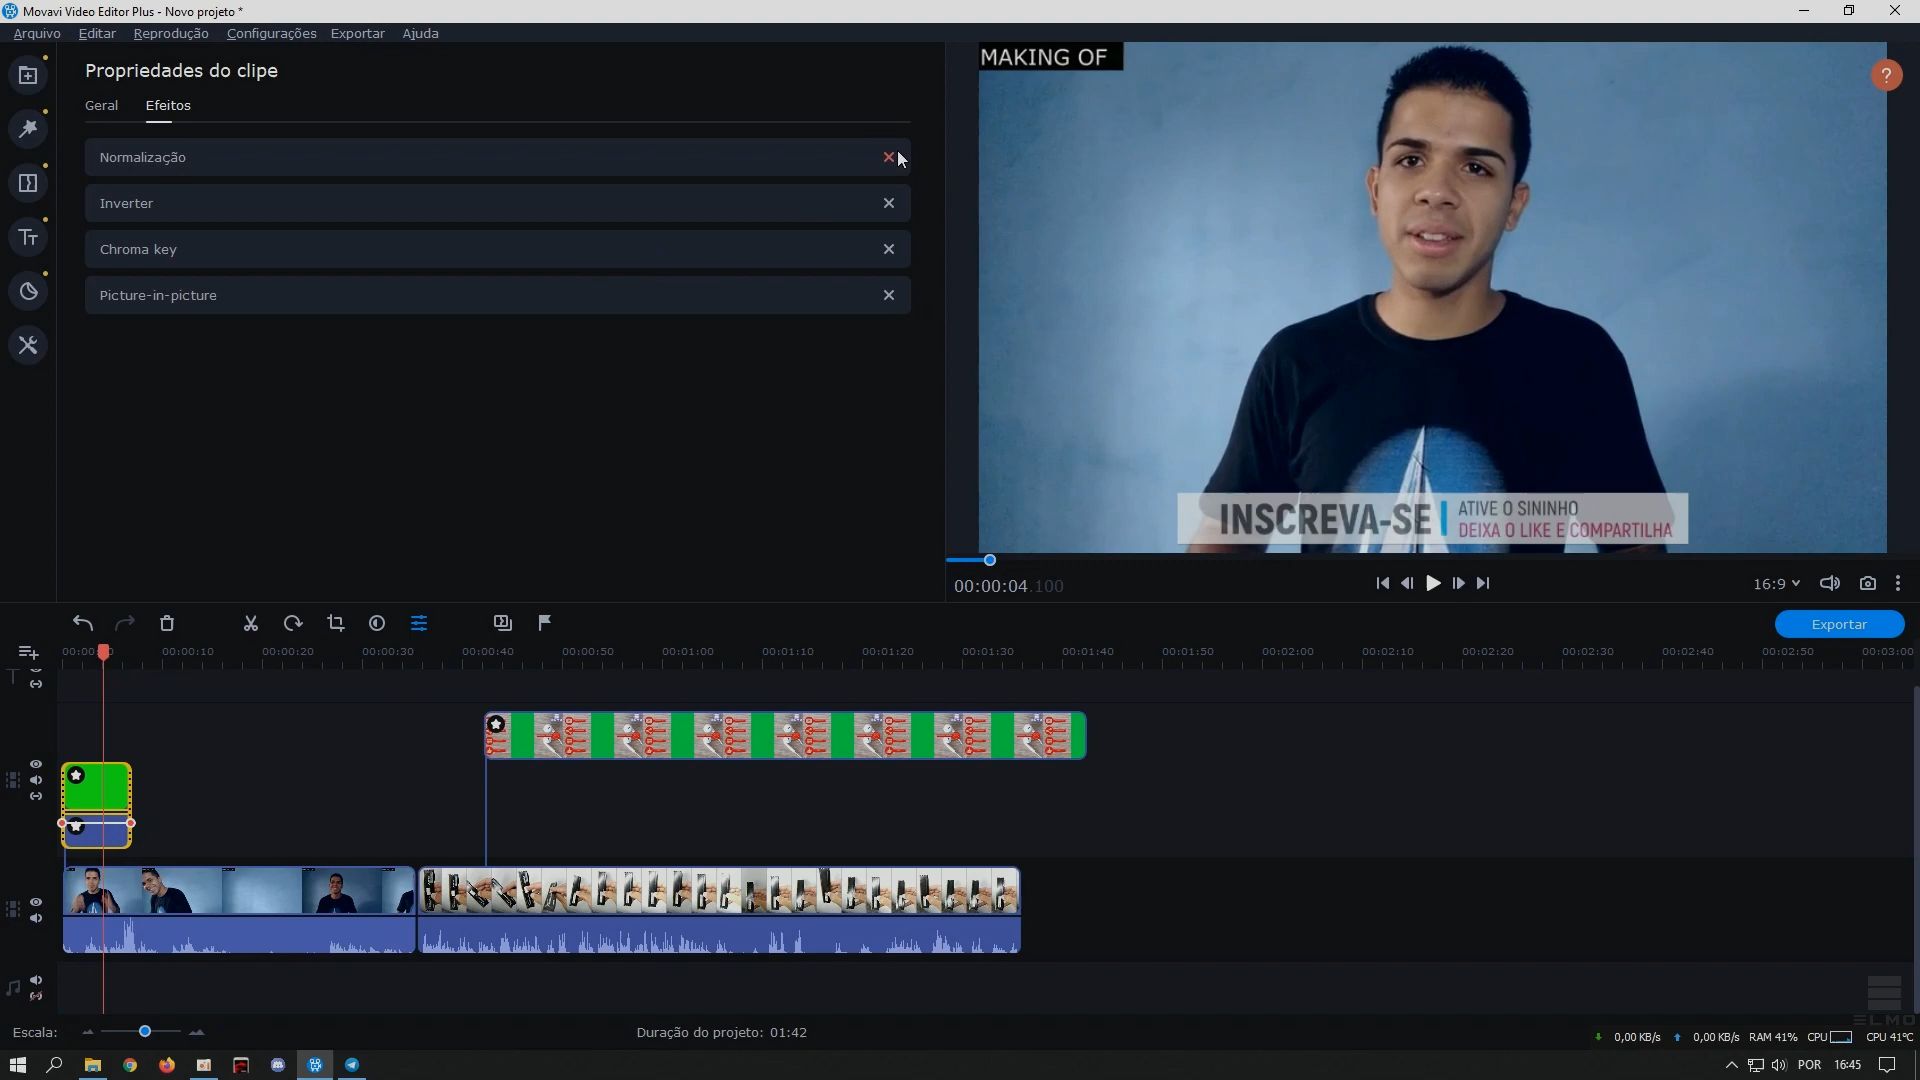 Movavi Video Editor Plus - Novo projeto *
Arquivo Editar Reprodução Configurações Exportar Ajuda
Propriedades do clipe
Geral Efeitos
Normalização
Inverter
Chroma key
Picture-in-picture
MAKING OF
?
INSCREVA-SE
ATIVE O SININHO
DEIXA O LIKE E COMPARTILHA
00:00:04.100
16:9
Exportar
00:00:10 00:00:20 00:00:30 00:00:40 00:00:50 00:01:00 00:01:10 00:01:20 00:01:30 00:01:40 00:01:50 00:02:00 00:02:10 00:02:20 00:02:30 00:02:40 00:02:50 00:03:00
Escala:
Duração do projeto: 01:42
ELMO
0,00 KB/s 0,00 KB/s RAM 41% CPU CPU 41°C
POR 16:45